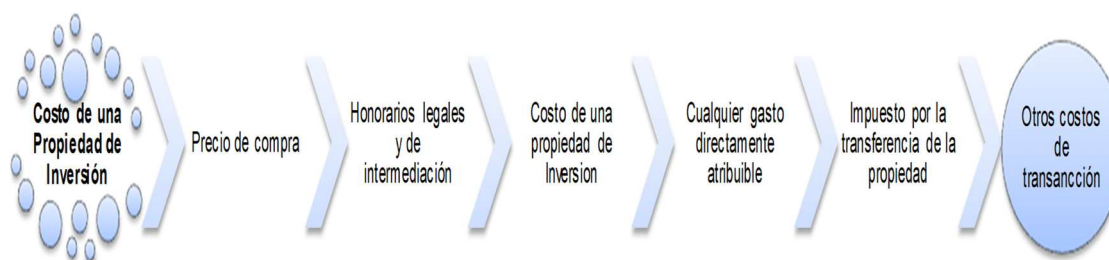 Costo de una
Propiedad de
Inversión
Precio de compra
Honorarios legales
y de
intermediación
Costo de una
propiedad de
Inversion
Cualquier gasto
directamente
atribuible
Impuesto por la
transferencia de la
propiedad
Otros costos
de
transancción